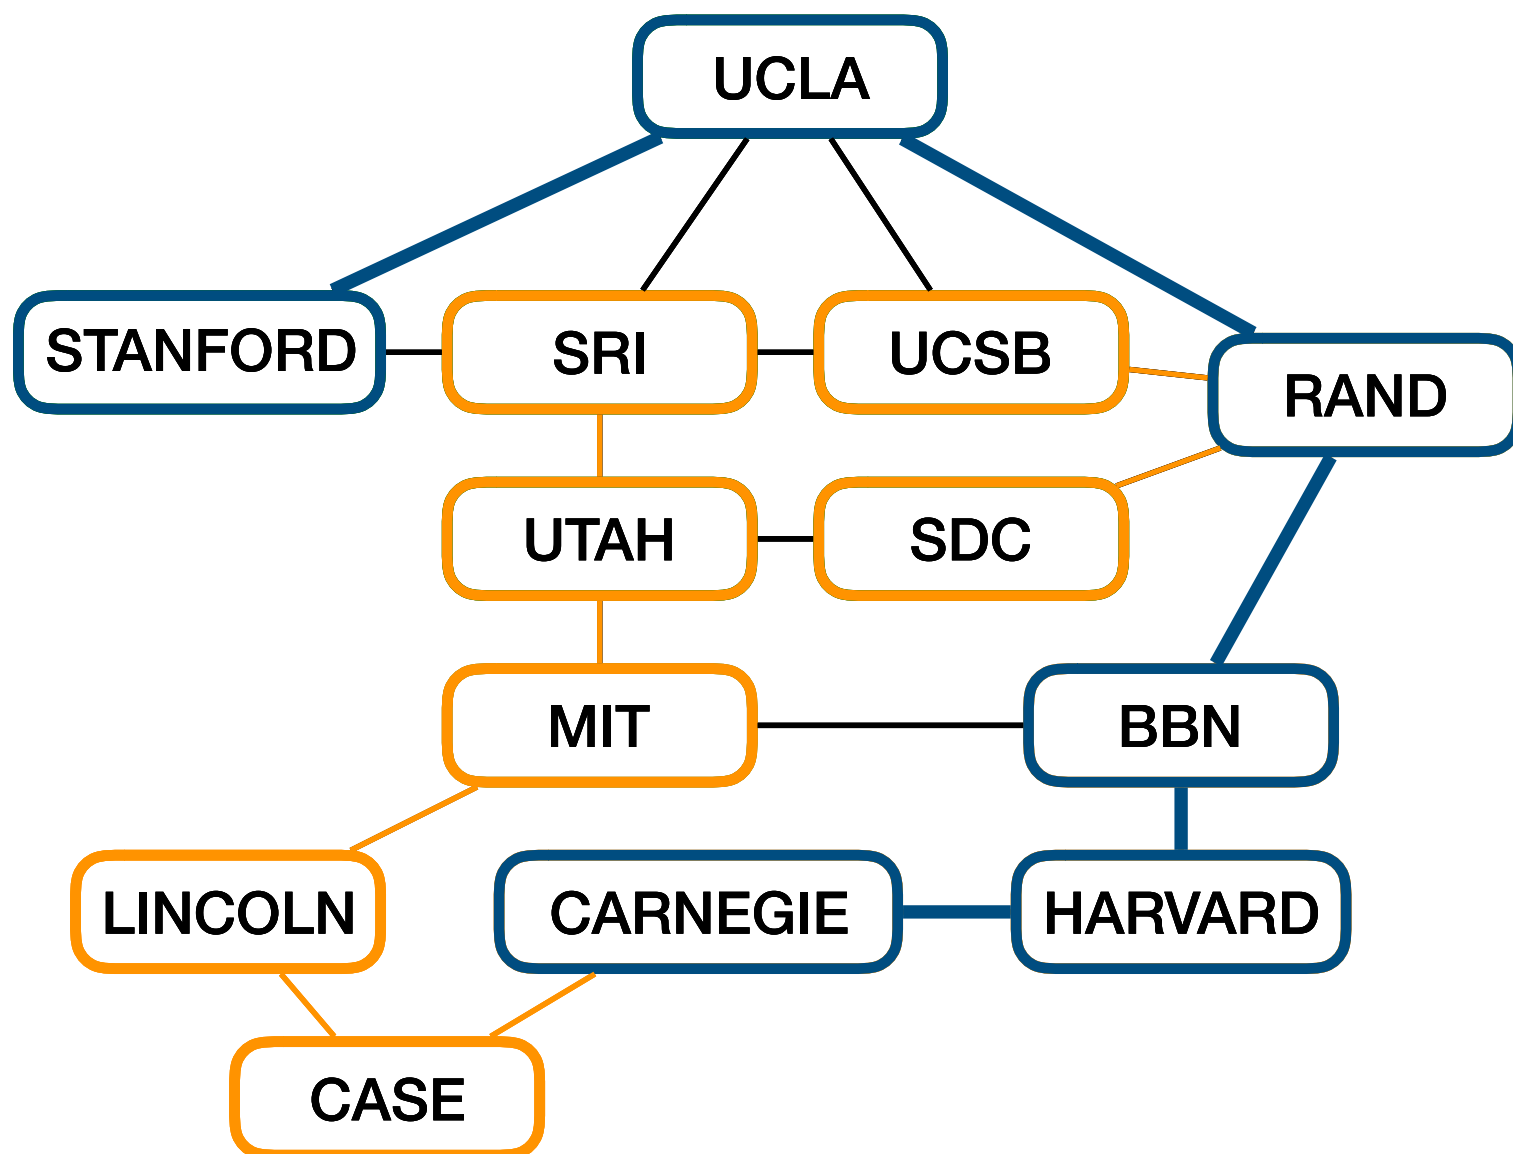 UCLA
STANFORD
SRI
UCSB
RAND
UTAH
SDC
MIT
BBN
LINCOLN
CARNEGIE
HARVARD
CASE